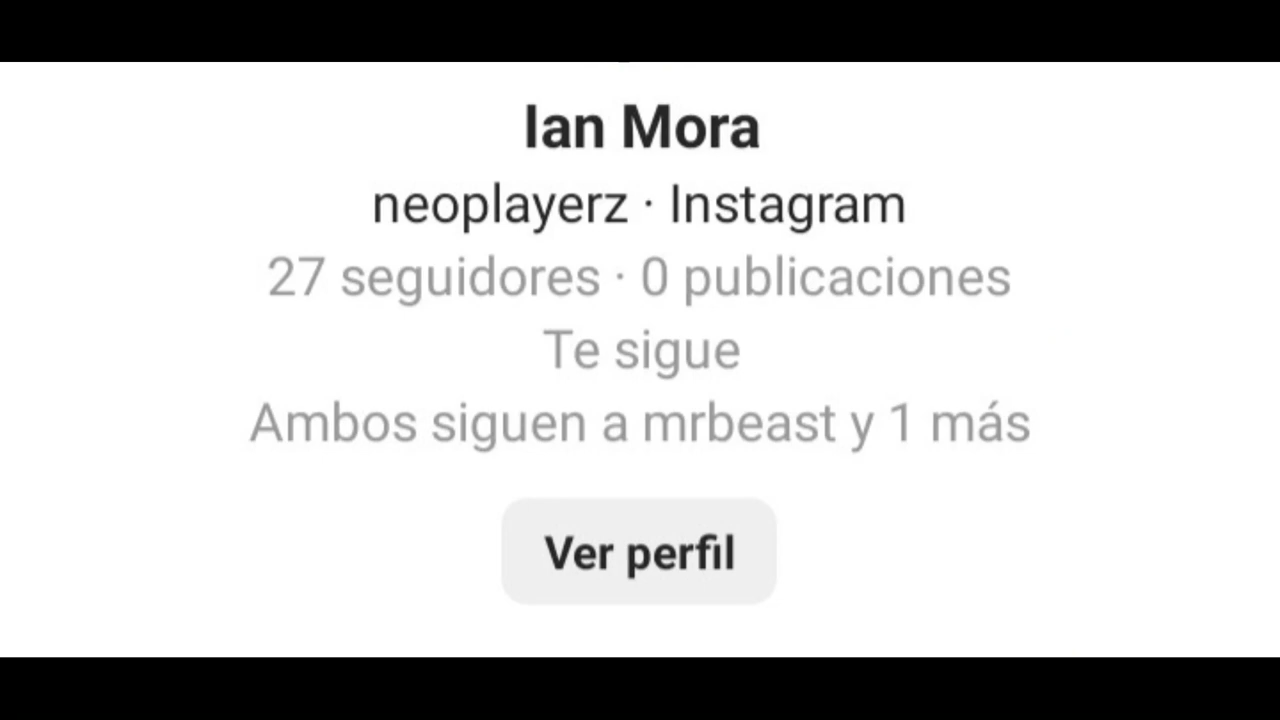 Ian Mora
neoplayerz · Instagram
27 seguidores · 0 publicaciones
Te sigue
Ambos siguen a mrbeast y 1 más
Ver perfil